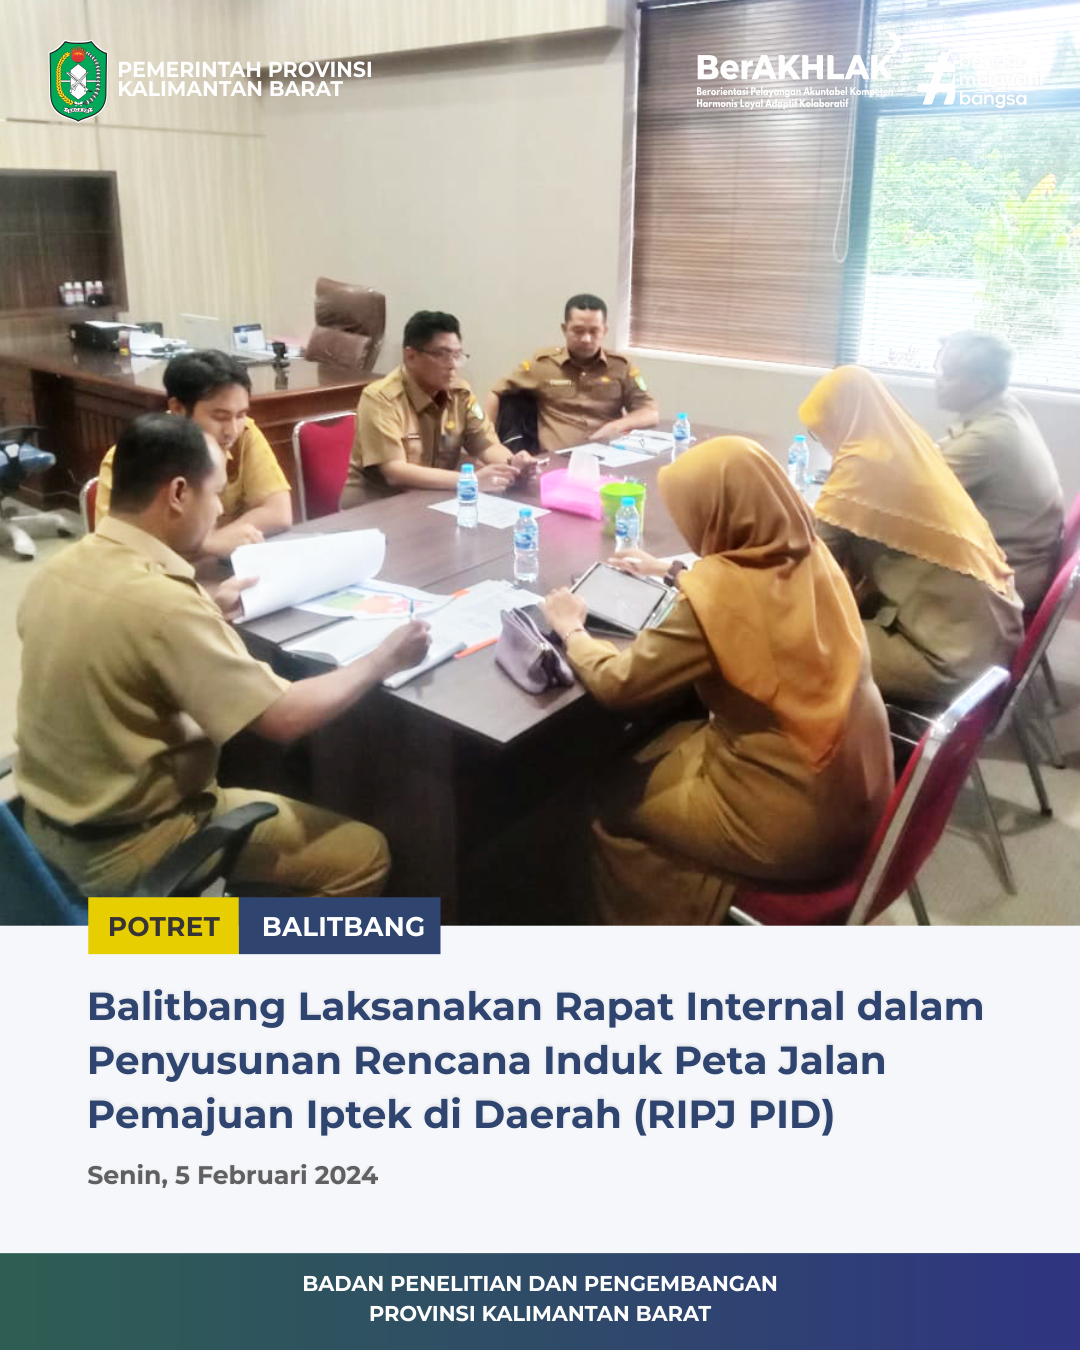 PEMERINTAH PROVINSI
KALIMANTAN BARAT
BerAKHLAK
Berorientasi Pelayanan Akuntabel Kompeten
Harmonis Loyal Adaptif Kolaboratif
#
melayani
bangsa
POTRET BALITBANG
Balitbang Laksanakan Rapat Internal dalam
Penyusunan Rencana Induk Peta Jalan
Pemajuan Iptek di Daerah (RIPJ PID)
Senin, 5 Februari 2024
BADAN PENELITIAN DAN PENGEMBANGAN
PROVINSI KALIMANTAN BARAT